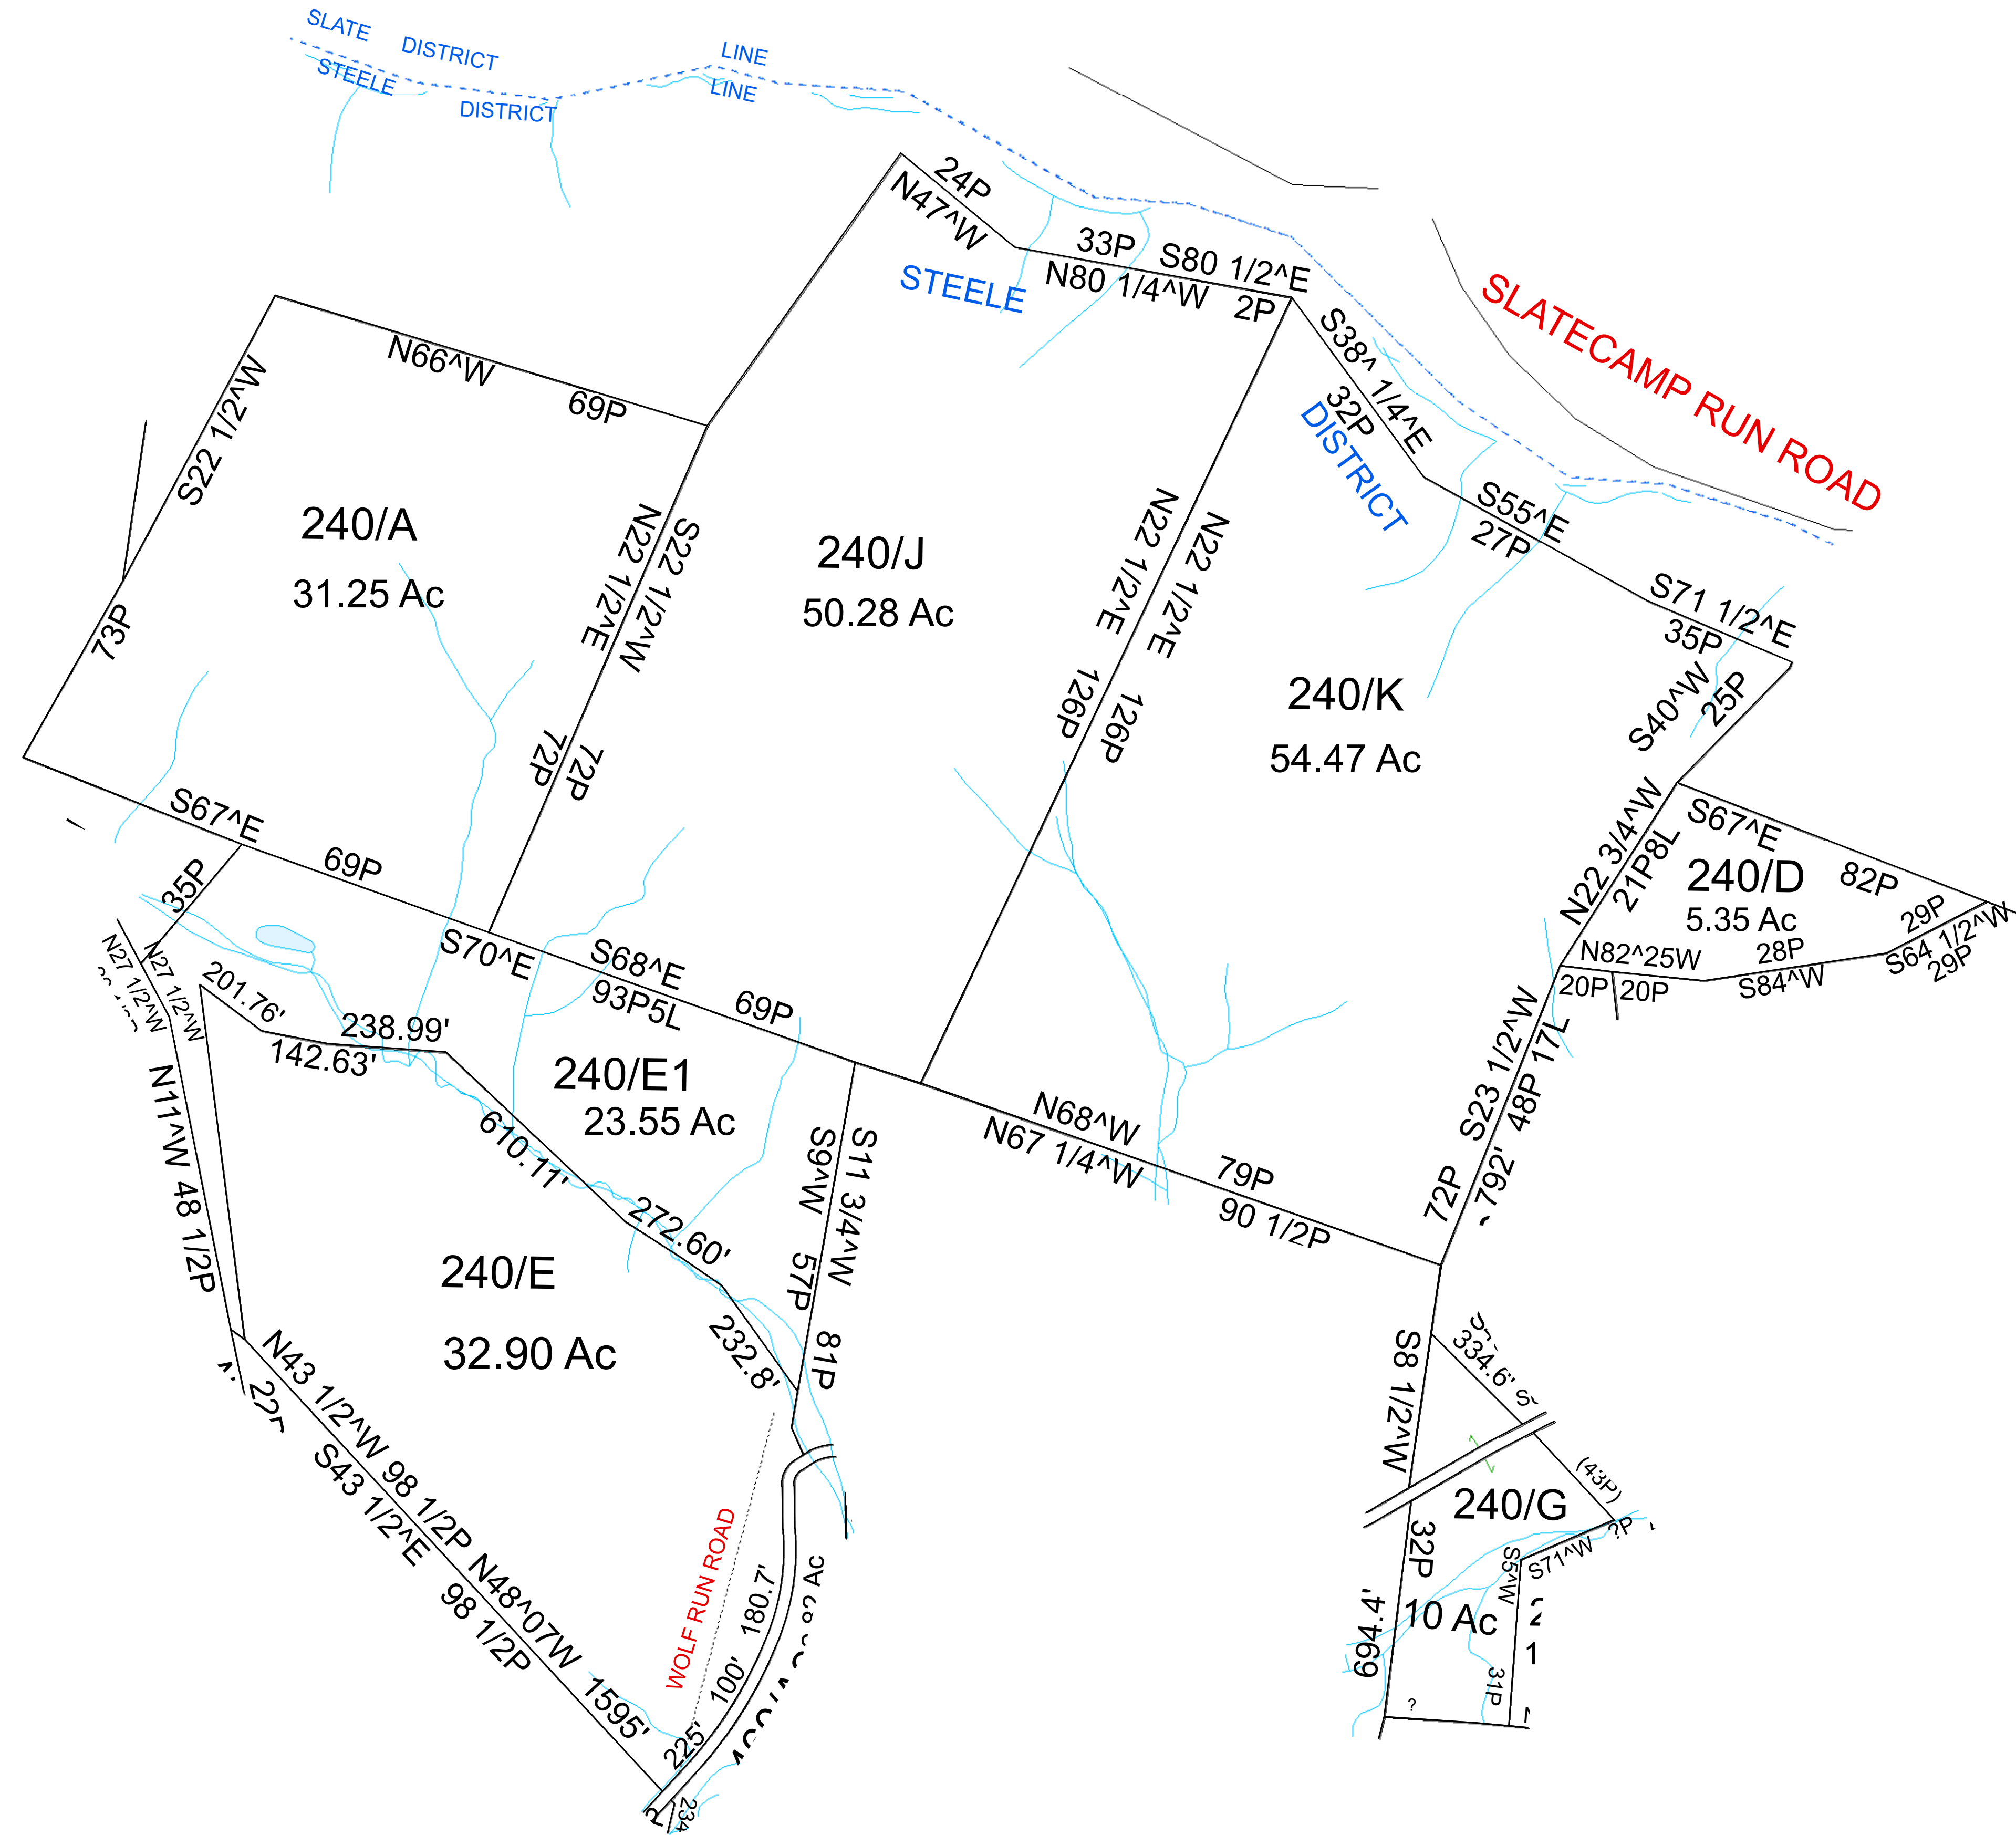 SLATE DISTRICT LINE
STEELE DISTRICT LINE
24P
N47^W
33P
S80 1/2^E
N80 1/4^W 2P
STEELE
DISTRICT
SLATECAMP RUN ROAD
N66^W 69P
S22 1/2^W
73P
240/A
31.25 Ac
N22 1/2^E 72P
S22 1/2^W 72P
240/J
50.28 Ac
N22 1/2^E 126P
N22 1/2^E 126P
S38^ 1/4^E
32P
S55^E
27P
S71 1/2^E
35P
240/K
54.47 Ac
S40^W
25P
N22 3/4^W
21P8L
S67^E 82P
240/D
5.35 Ac
29P
S64 1/2^W
29P
N82^25W
28P
S84^W
20P
20P
S67^E 69P
35P
S70^E
S68^E 69P
93P5L
N27 1/2^W
N27 1/2^W
201.76'
142.63'
238.99'
610.11'
272.60'
232.8'
240/E1
23.55 Ac
S9^W 57P
S11 3/4^W 81P
N68^W 79P
N67 1/4^W 90 1/2P
S23 1/2^W 72P
48P 17L
792'
N11^W 48 1/2P
240/E
32.90 Ac
N43 1/2^W 98 1/2P N48^07W 1595'
S43 1/2^E 98 1/2P
WOLF RUN ROAD
180.7'
100'
225'
234
Ac
S8 1/2^W
32P
694.4'
334.6'
(43P)
240/G
10 Ac
S71^W ?P
S5^W
31P
?